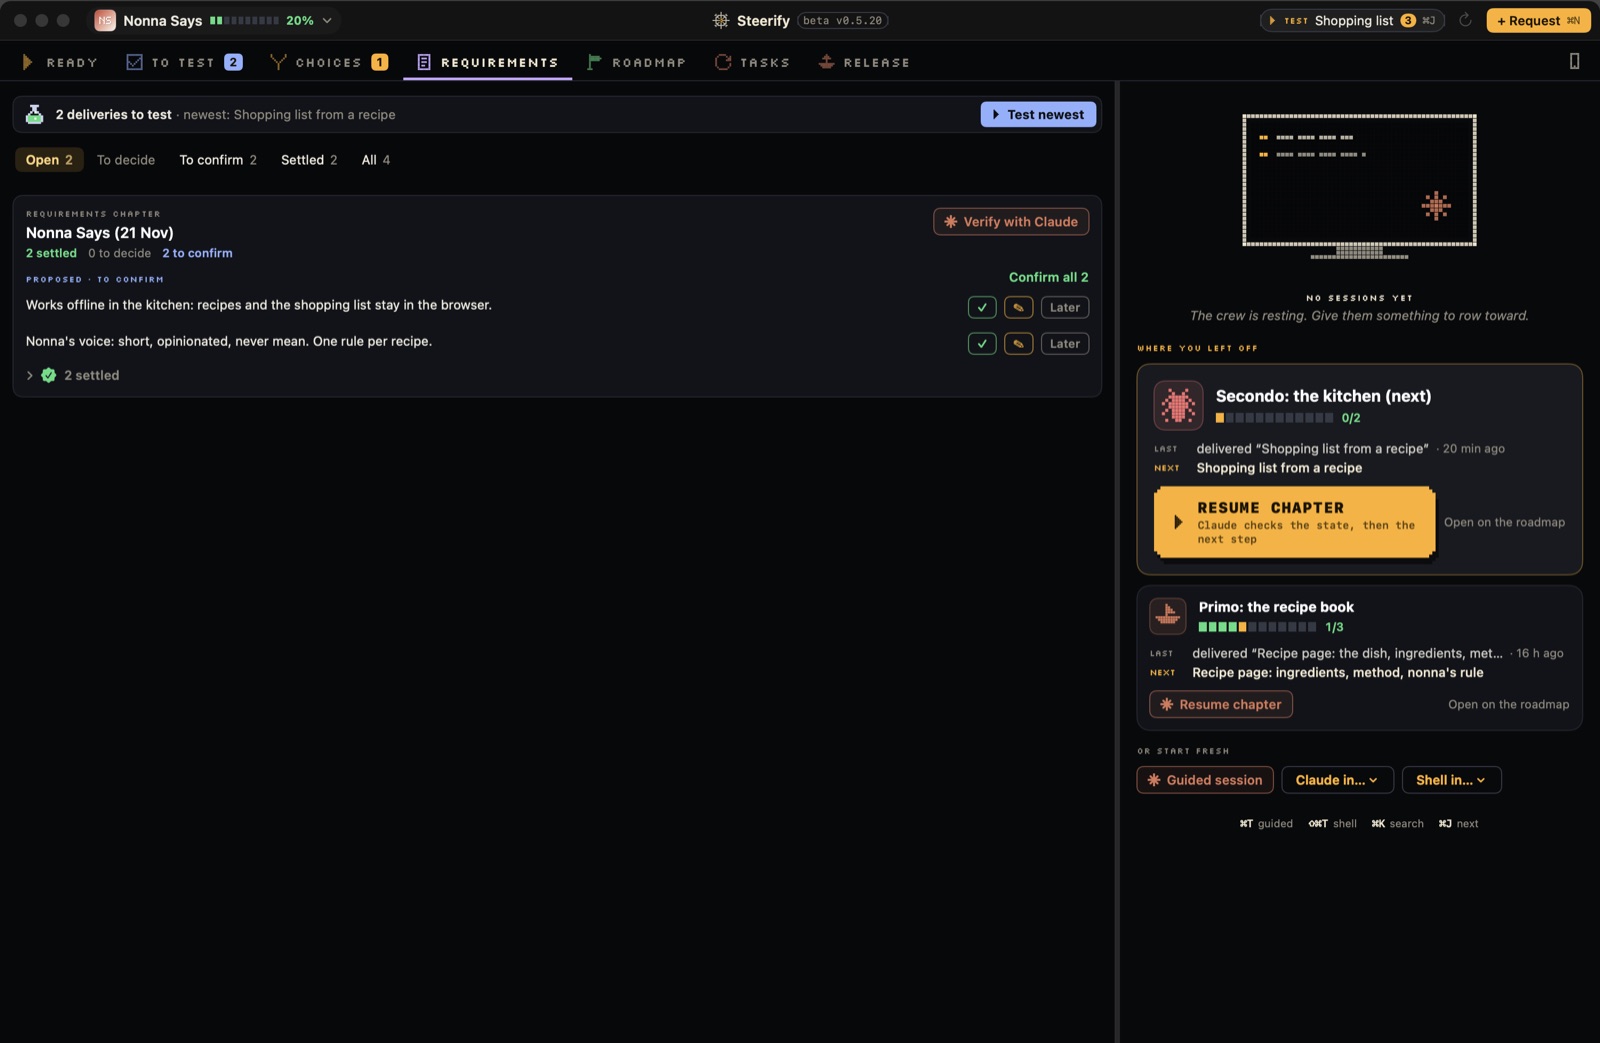 NS Nonna Says 20%
Steerify beta v0.5.20
TEST Shopping list 3 ⌘J
+ Request ⌘N
READY
TO TEST 2
CHOICES 1
REQUIREMENTS
ROADMAP
TASKS
RELEASE
2 deliveries to test · newest: Shopping list from a recipe
Test newest
Open 2 To decide To confirm 2 Settled 2 All 4
REQUIREMENTS CHAPTER
Nonna Says (21 Nov)
Verify with Claude
2 settled 0 to decide 2 to confirm
PROPOSED · TO CONFIRM
Confirm all 2
Works offline in the kitchen: recipes and the shopping list stay in the browser.
Later
Nonna's voice: short, opinionated, never mean. One rule per recipe.
Later
2 settled
NO SESSIONS YET
The crew is resting. Give them something to row toward.
WHERE YOU LEFT OFF
Secondo: the kitchen (next)
0/2
LAST delivered “Shopping list from a recipe” · 20 min ago
NEXT Shopping list from a recipe
RESUME CHAPTER
Claude checks the state, then the
next step
Open on the roadmap
Primo: the recipe book
1/3
LAST delivered “Recipe page: the dish, ingredients, met... · 16 h ago
NEXT Recipe page: ingredients, method, nonna's rule
Resume chapter
Open on the roadmap
OR START FRESH
Guided session
Claude in...
Shell in...
⌘T guided ⇧⌘T shell ⌘K search ⌘J next